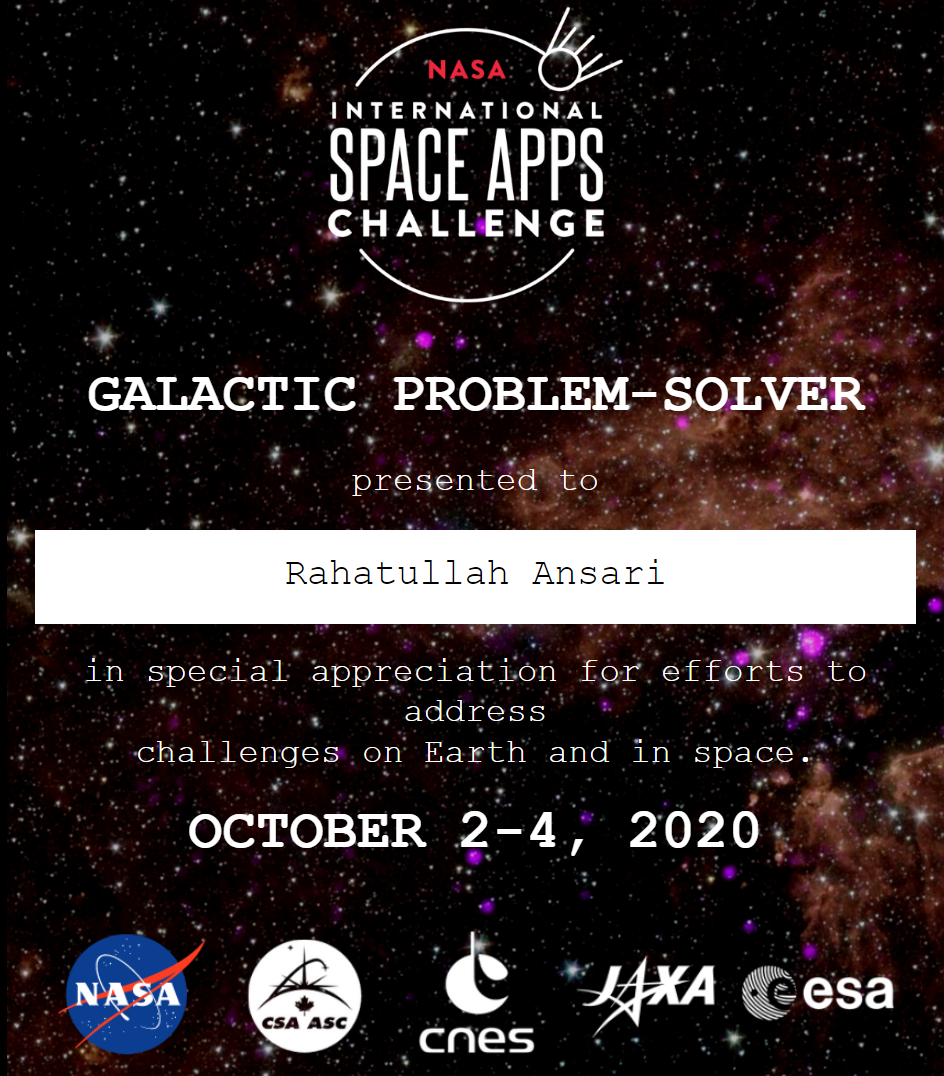 NASA
INTERNATIONAL
SPACE APPS
CHALLENGE
GALACTIC PROBLEM-SOLVER
presented to
Rahatullah Ansari
in special appreciation for efforts to
address
challenges on Earth and in space.
OCTOBER 2-4, 2020
NASA
CSA ASC
cnes
JAXA
esa